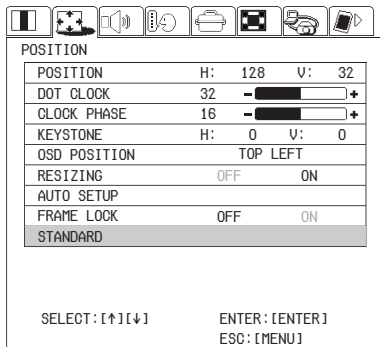 POSITION
POSITION H: 128 V: 32
DOT CLOCK 32 - +
CLOCK PHASE 16 - +
KEYSTONE H: 0 V: 0
OSD POSITION TOP LEFT
RESIZING OFF ON
AUTO SETUP
FRAME LOCK OFF ON
STANDARD
SELECT:[↑][↓] ENTER:[ENTER]
ESC:[MENU]